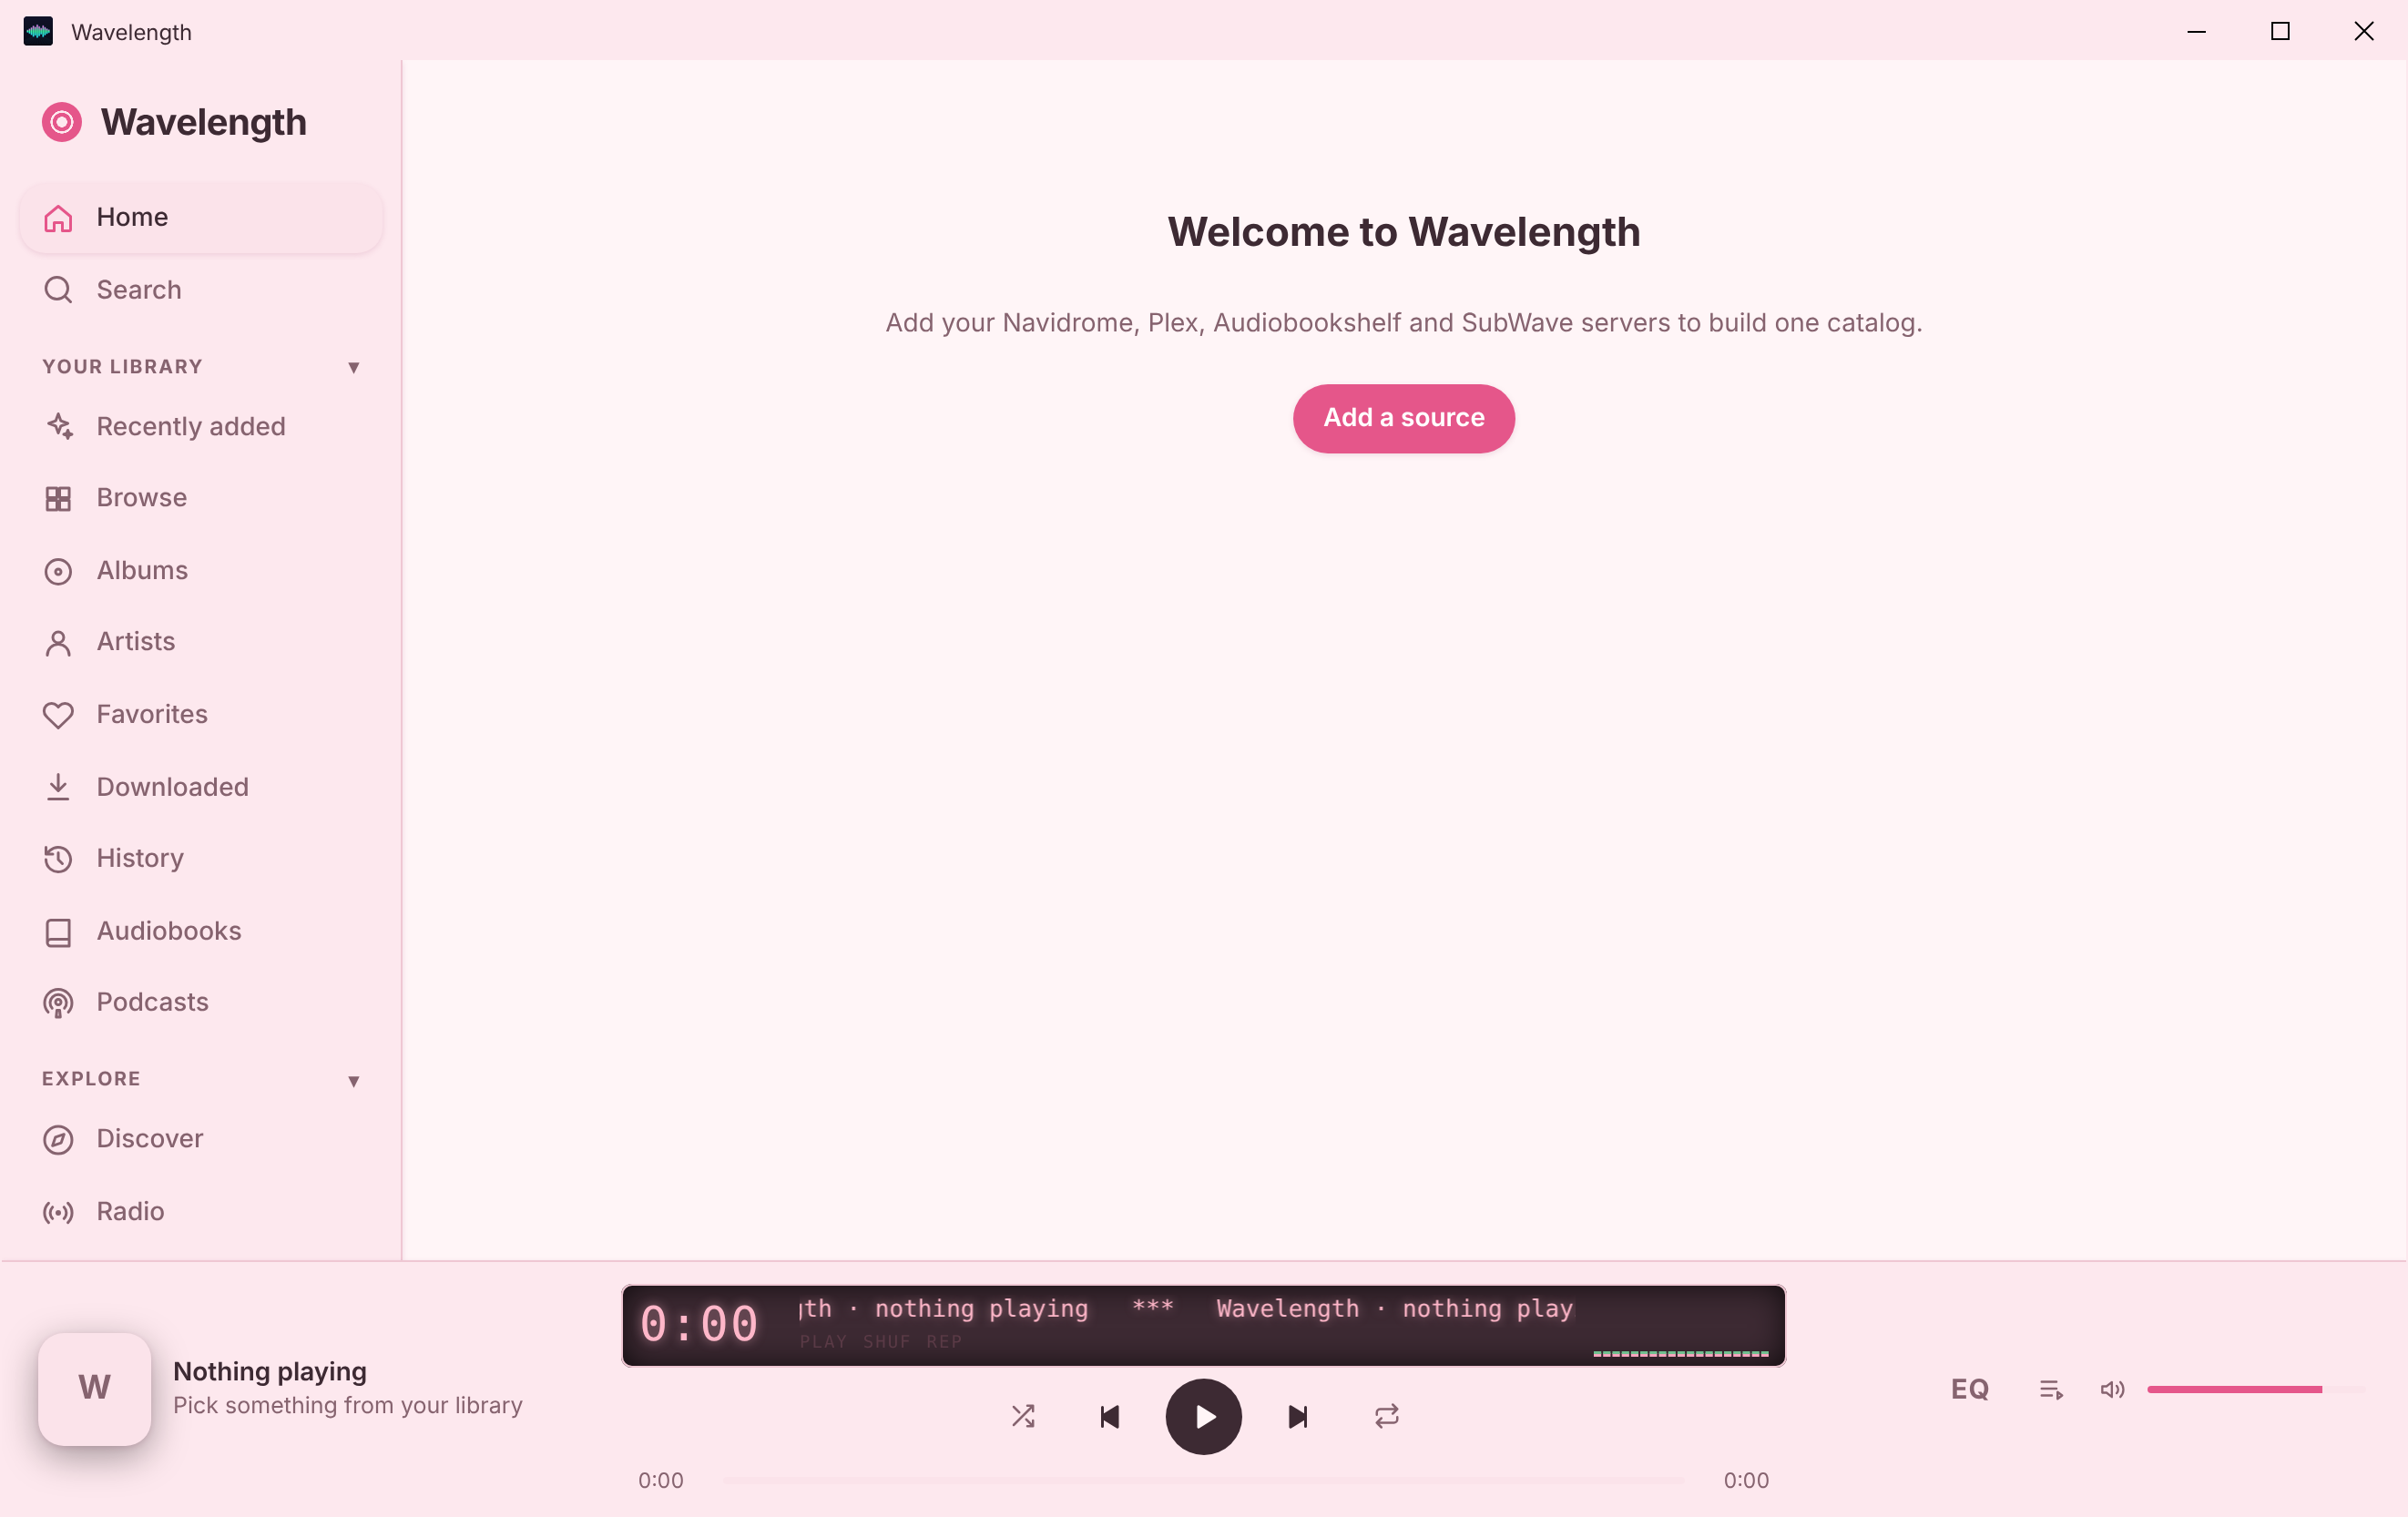 Wavelength
Wavelength
Home
Search
YOUR LIBRARY
Recently added
Browse
Albums
Artists
Favorites
Downloaded
History
Audiobooks
Podcasts
EXPLORE
Discover
Radio
Welcome to Wavelength
Add your Navidrome, Plex, Audiobookshelf and SubWave servers to build one catalog.
Add a source
W
Nothing playing
Pick something from your library
0:00
gth · nothing playing *** Wavelength · nothing play
PLAY SHUF REP
0:00
0:00
EQ